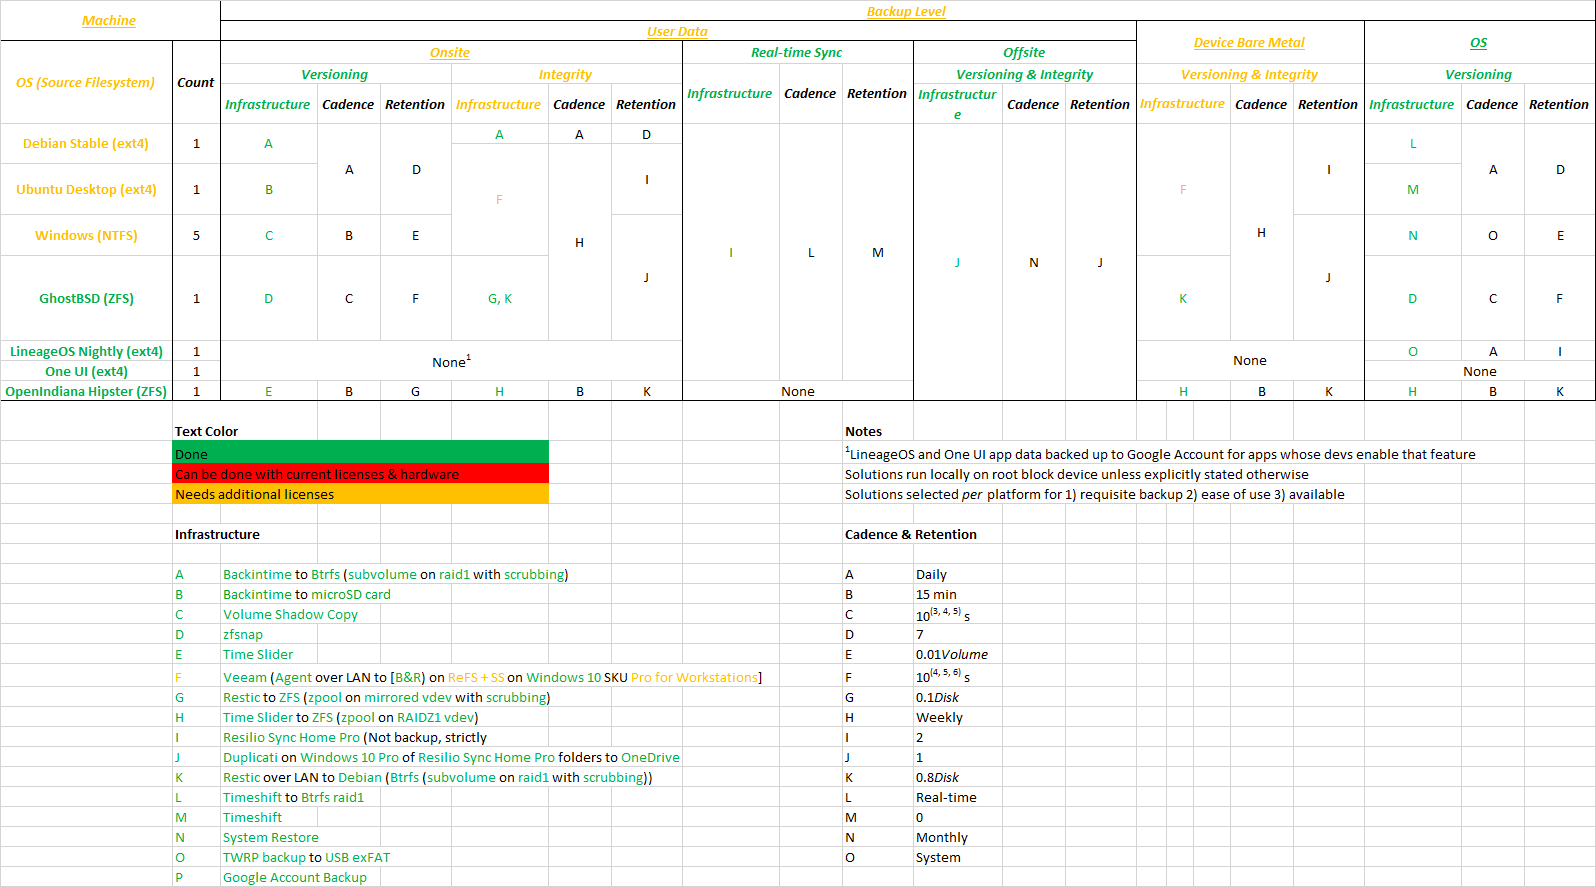 Machine
Backup Level
User Data
Device Bare Metal
OS
OS (Source Filesystem)
Count
Onsite
Real-time Sync
Offsite
Versioning
Integrity
Versioning & Integrity
Versioning & Integrity
Versioning
Infrastructure Cadence Retention Infrastructure Cadence Retention Infrastructure Cadence Retention Infrastructur
e Cadence Retention Infrastructure Cadence Retention Infrastructure Cadence Retention
Debian Stable (ext4) 1 A A D A A D L
Ubuntu Desktop (ext4) 1 B F I F I M A D
Windows (NTFS) 5 C B E H I L M J N J H N O E
GhostBSD (ZFS) 1 D C F G, K J K J D C F
LineageOS Nightly (ext4) 1 None1 None O A I
One UI (ext4) 1 None
OpenIndiana Hipster (ZFS) 1 E B G H B K None H B K H B K
Text Color
Done
Can be done with current licenses & hardware
Needs additional licenses
Notes
1LineageOS and One UI app data backed up to Google Account for apps whose devs enable that feature
Solutions run locally on root block device unless explicitly stated otherwise
Solutions selected per platform for 1) requisite backup 2) ease of use 3) available
Infrastructure
A Backintime to Btrfs (subvolume on raid1 with scrubbing)
B Backintime to microSD card
C Volume Shadow Copy
D zfsnap
E Time Slider
F Veeam (Agent over LAN to [B&R) on ReFS + SS on Windows 10 SKU Pro for Workstations]
G Restic to ZFS (zpool on mirrored vdev with scrubbing)
H Time Slider to ZFS (zpool on RAIDZ1 vdev)
I Resilio Sync Home Pro (Not backup, strictly
J Duplicati on Windows 10 Pro of Resilio Sync Home Pro folders to OneDrive
K Restic over LAN to Debian (Btrfs (subvolume on raid1 with scrubbing))
L Timeshift to Btrfs raid1
M Timeshift
N System Restore
O TWRP backup to USB exFAT
P Google Account Backup
Cadence & Retention
A Daily
B 15 min
C 10(3, 4, 5) s
D 7
E 0.01Volume
F 10(4, 5, 6) s
G 0.1Disk
H Weekly
I 2
J 1
K 0.8Disk
L Real-time
M 0
N Monthly
O System